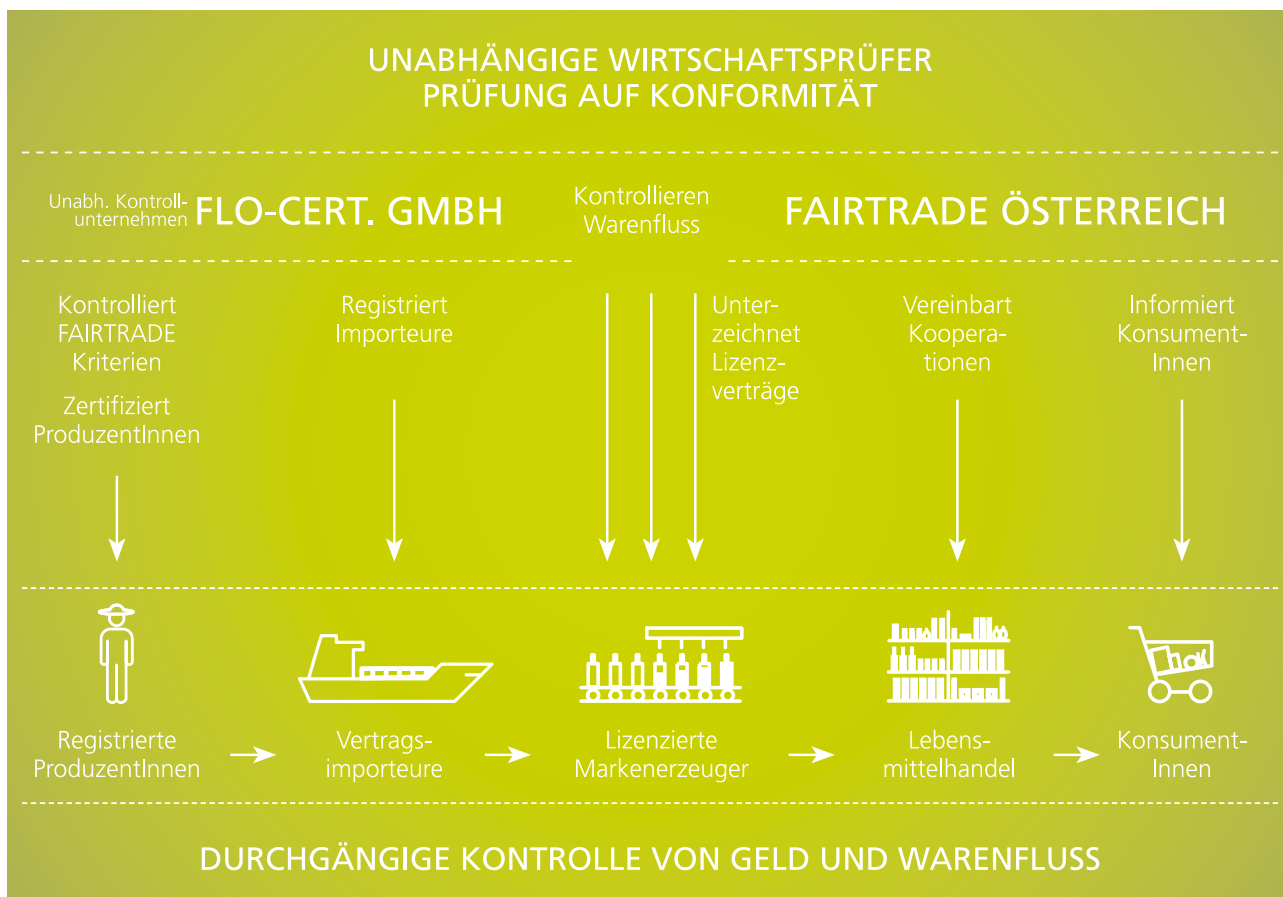 UNABHÄNGIGE WIRTSCHAFTSPRÜFER
PRÜFUNG AUF KONFORMITÄT
Unabh. Kontroll-
unternehmen
FLO-CERT. GMBH
Kontrollieren
Warenfluss
FAIRTRADE ÖSTERREICH
Kontrolliert
FAIRTRADE
Kriterien
Zertifiziert
ProduzentInnen
Registriert
Importeure
Unter-
zeichnet
Lizenz-
verträge
Vereinbart
Koopera-
tionen
Informiert
Konsument-
Innen
Registrierte
ProduzentInnen
Vertrags-
importeure
Lizenzierte
Markenerzeuger
Lebens-
mittelhandel
Konsument-
Innen
DURCHGÄNGIGE KONTROLLE VON GELD UND WARENFLUSS